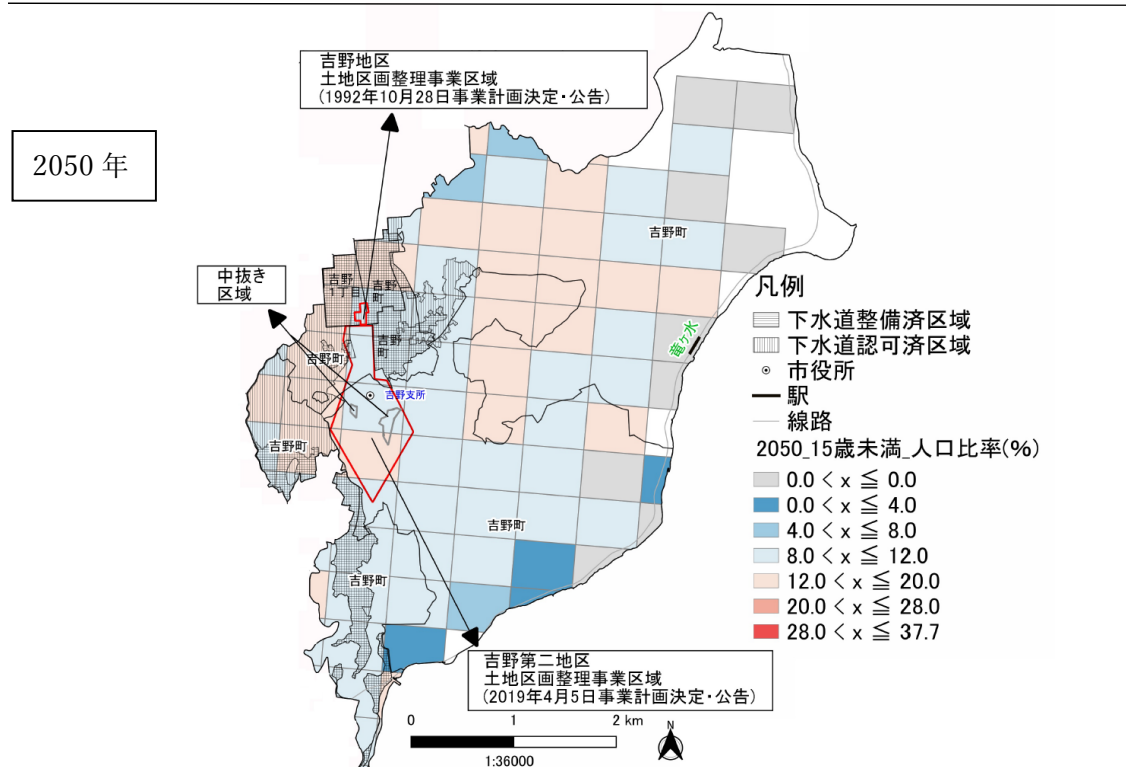 吉野地区
土地区画整理事業区域
(1992年10月28日事業計画決定・公告)
2050年
吉野町
中抜き
区域
吉野
1丁目
吉野
町
吉野
町
吉野町
吉野支所
竜ヶ水
吉野町
吉野町
吉野町
凡例
下水道整備済区域
下水道認可済区域
市役所
駅
線路
2050_15歳未満_人口比率(%)
0.0 < x ≦ 0.0
0.0 < x ≦ 4.0
4.0 < x ≦ 8.0
8.0 < x ≦ 12.0
12.0 < x ≦ 20.0
20.0 < x ≦ 28.0
28.0 < x ≦ 37.7
吉野第二地区
土地区画整理事業区域
(2019年4月5日事業計画決定・公告)
0 1 2 km
1:36000
N